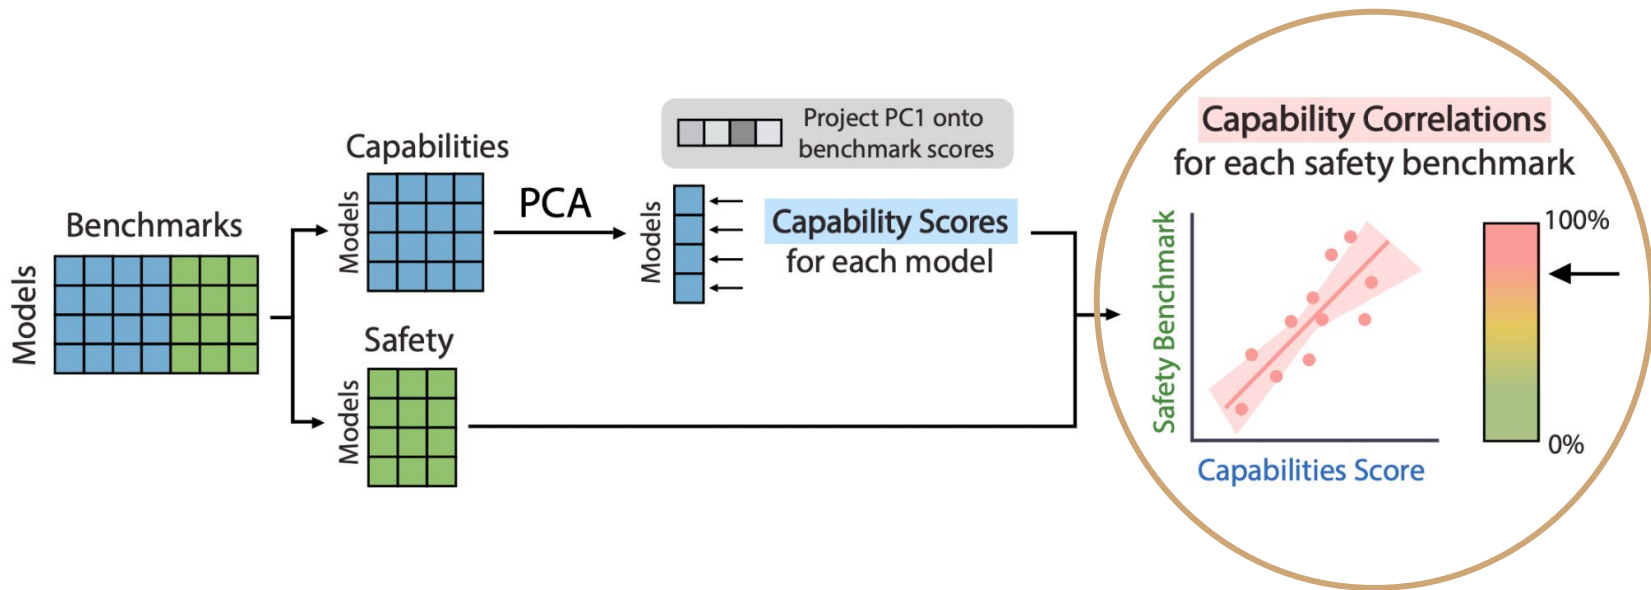 Benchmarks
Models
Capabilities
Models
PCA
Project PC1 onto
benchmark scores
Models
Capability Scores
for each model
Safety
Models
Capability Correlations
for each safety benchmark
Safety Benchmark
Capabilities Score
100%
0%